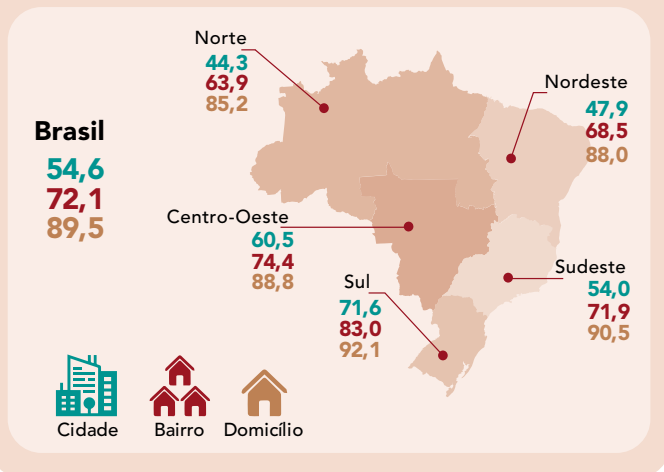 Norte
44,3
63,9
85,2
Nordeste
47,9
68,5
88,0
Brasil
54,6
72,1
89,5
Centro-Oeste
60,5
74,4
88,8
Sudeste
54,0
71,9
90,5
Sul
71,6
83,0
92,1
Cidade
Bairro
Domicílio